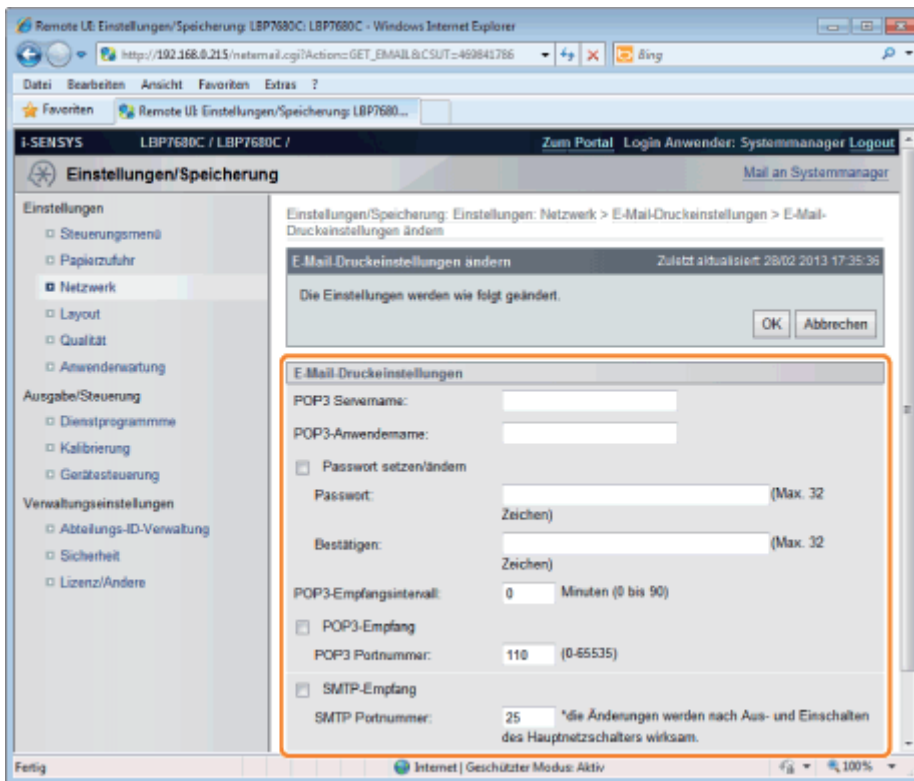 Remote UI: Einstellungen/Speicherung: LBP7680C: LBP7680C - Windows Internet Explorer
http://192.168.0.215/netemail.cgi?Action=GET_EMAIL&CSUT=469841786
Bing
Datei Bearbeiten Ansicht Favoriten Extras ?
Favoriten Remote UI: Einstellungen/Speicherung: LBP7680...
i-SENSYS LBP7680C / LBP7680C / Zum Portal Login Anwender: Systemmanager Logout
Einstellungen/Speicherung Mail an Systemmanager
Einstellungen
Steuerungsmenü
Papierzufuhr
Netzwerk
Layout
Qualität
Anwenderwartung
Ausgabe/Steuerung
Dienstprogrammme
Kalibrierung
Gerätesteuerung
Verwaltungseinstellungen
Abteilungs-ID-Verwaltung
Sicherheit
Lizenz/Andere
Einstellungen/Speicherung: Einstellungen: Netzwerk > E-Mail-Druckeinstellungen > E-Mail-
Druckeinstellungen ändern
E-Mail-Druckeinstellungen ändern Zuletzt aktualisiert: 28/02 2013 17:35:36
Die Einstellungen werden wie folgt geändert.
OK Abbrechen
E-Mail-Druckeinstellungen
POP3 Servername:
POP3-Anwendername:
Passwort setzen/ändern
Passwort: (Max. 32
Zeichen)
Bestätigen: (Max. 32
Zeichen)
POP3-Empfangsintervall: 0 Minuten (0 bis 90)
POP3-Empfang
POP3 Portnummer: 110 (0-65535)
SMTP-Empfang
SMTP Portnummer: 25 *die Änderungen werden nach Aus- und Einschalten
des Hauptnetzschalters wirksam.
Fertig Internet | Geschützter Modus: Aktiv 100%